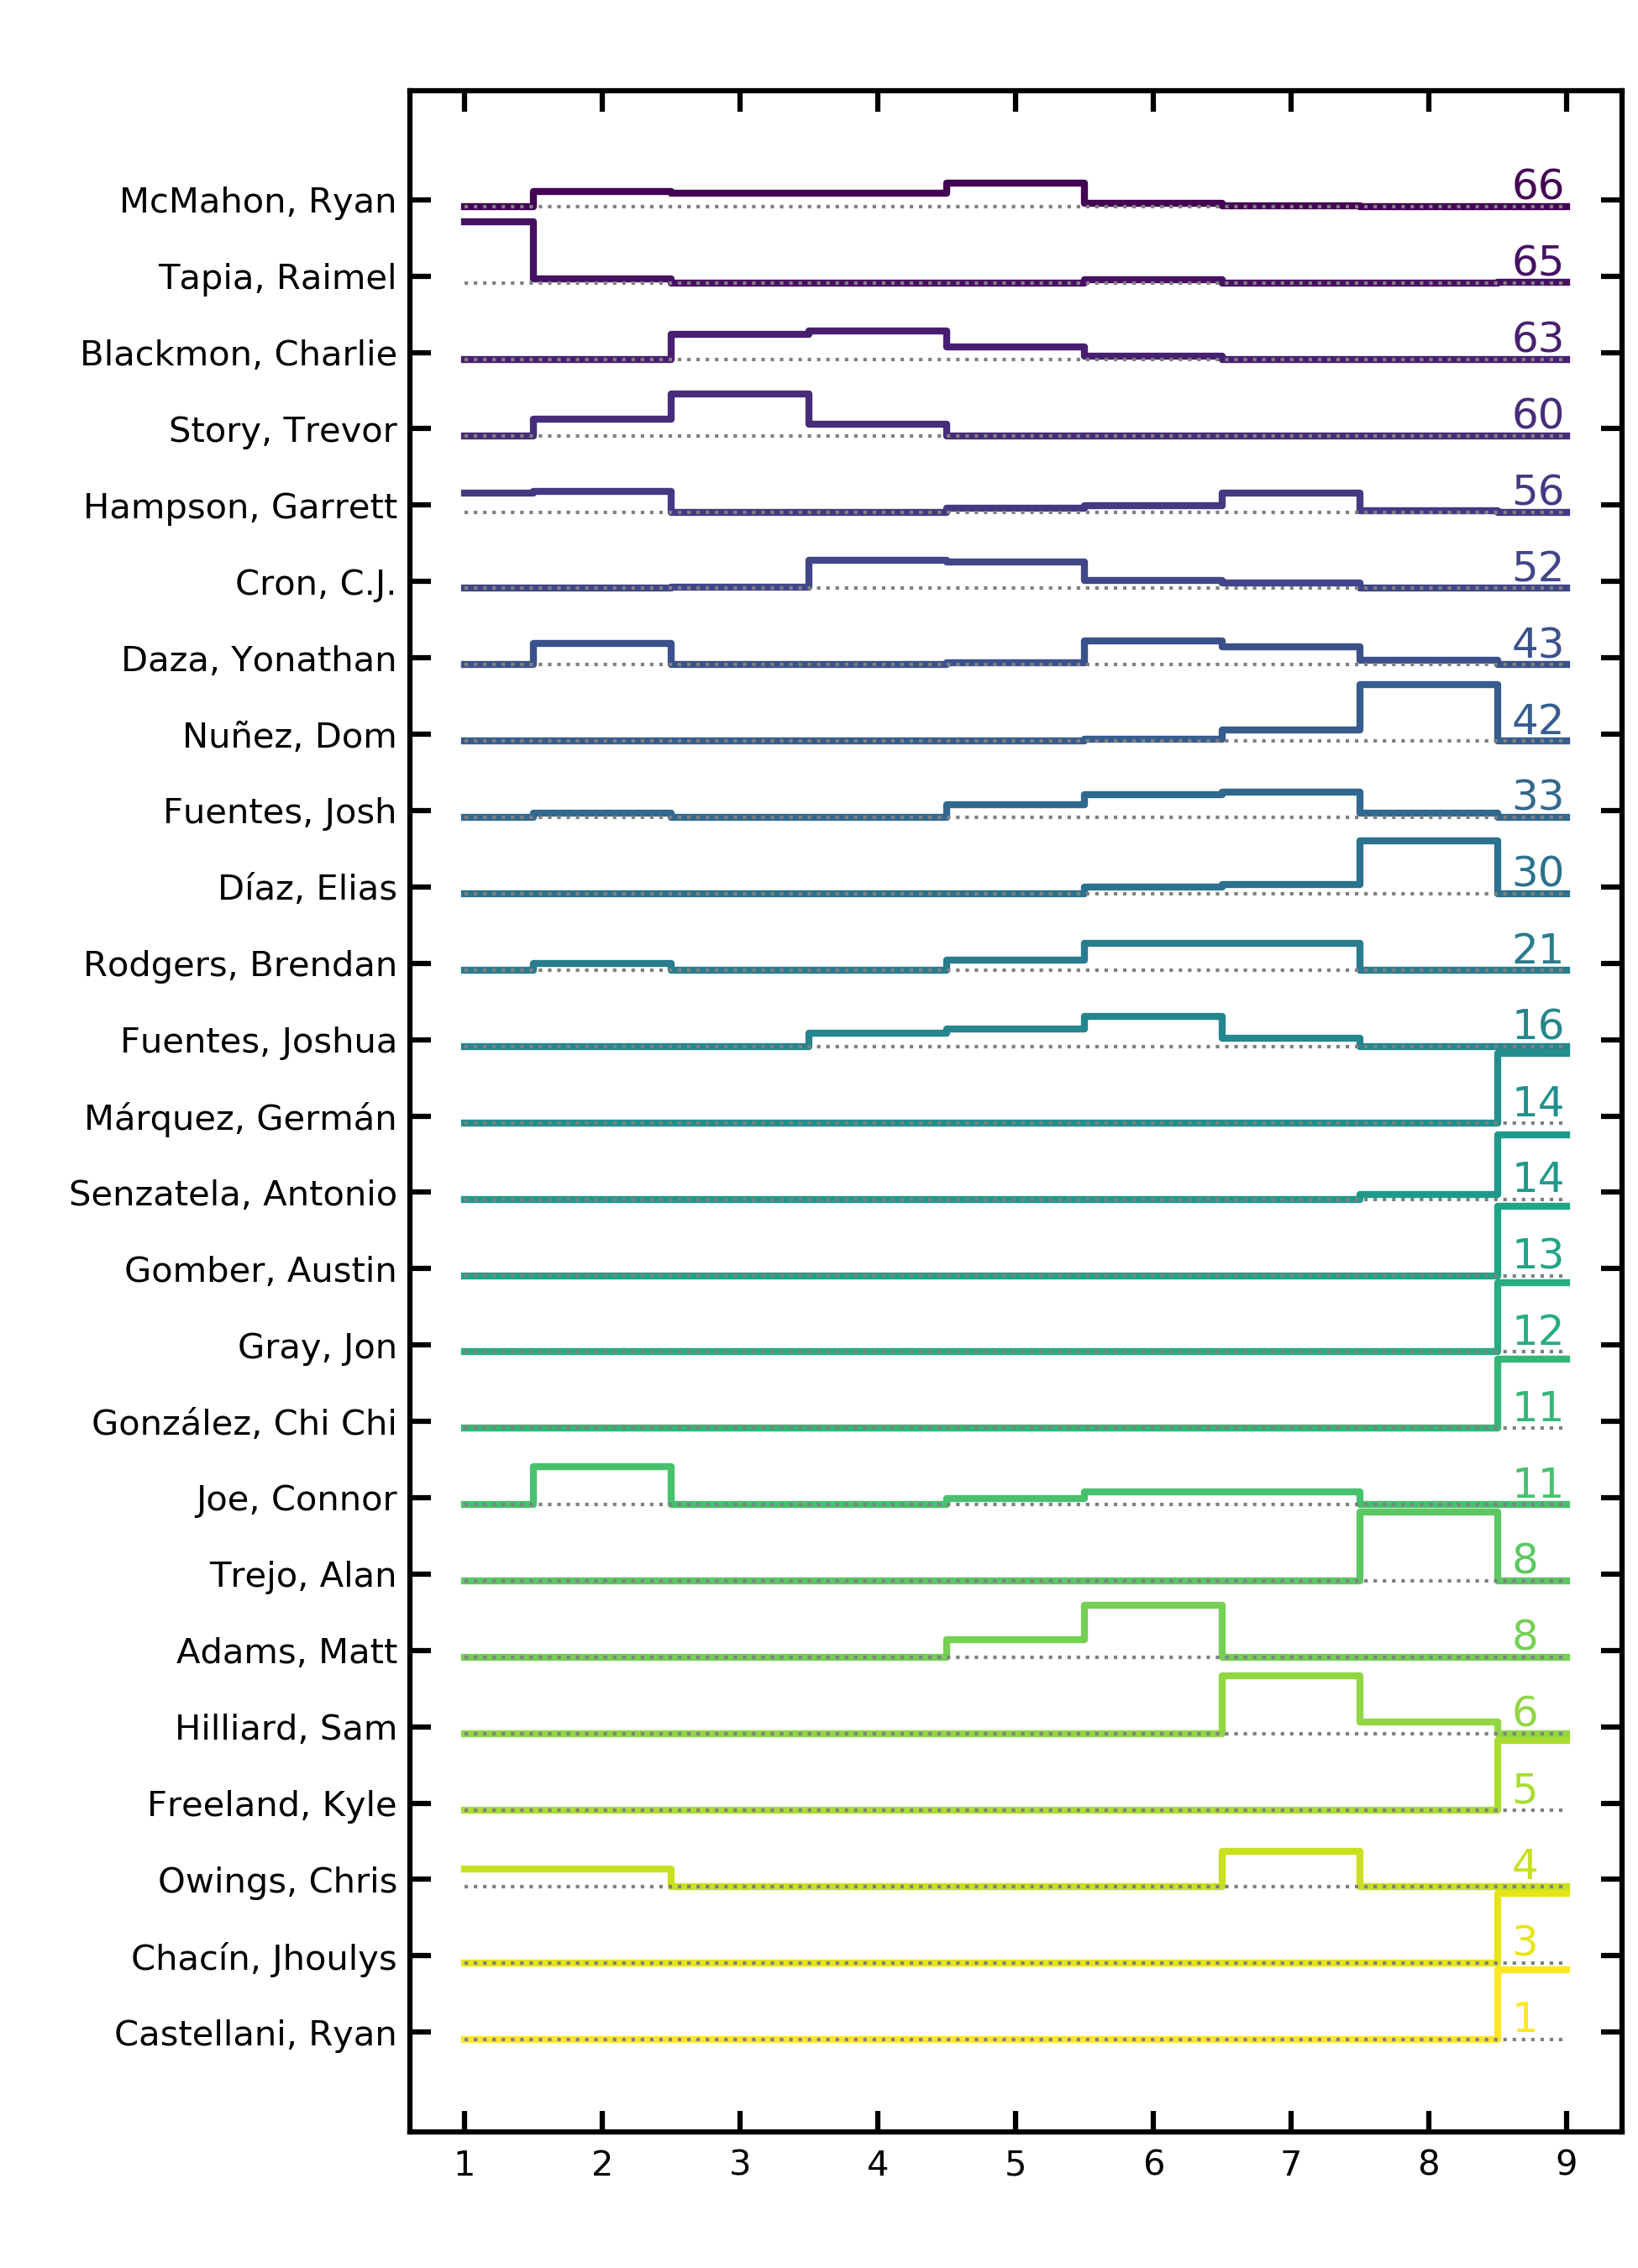 McMahon, Ryan 66
Tapia, Raimel 65
Blackmon, Charlie 63
Story, Trevor 60
Hampson, Garrett 56
Cron, C.J. 52
Daza, Yonathan 43
Nuñez, Dom 42
Fuentes, Josh 33
Díaz, Elias 30
Rodgers, Brendan 21
Fuentes, Joshua 16
Márquez, Germán 14
Senzatela, Antonio 14
Gomber, Austin 13
Gray, Jon 12
González, Chi Chi 11
Joe, Connor 11
Trejo, Alan 8
Adams, Matt 8
Hilliard, Sam 6
Freeland, Kyle 5
Owings, Chris 4
Chacín, Jhoulys 3
Castellani, Ryan 1
1 2 3 4 5 6 7 8 9